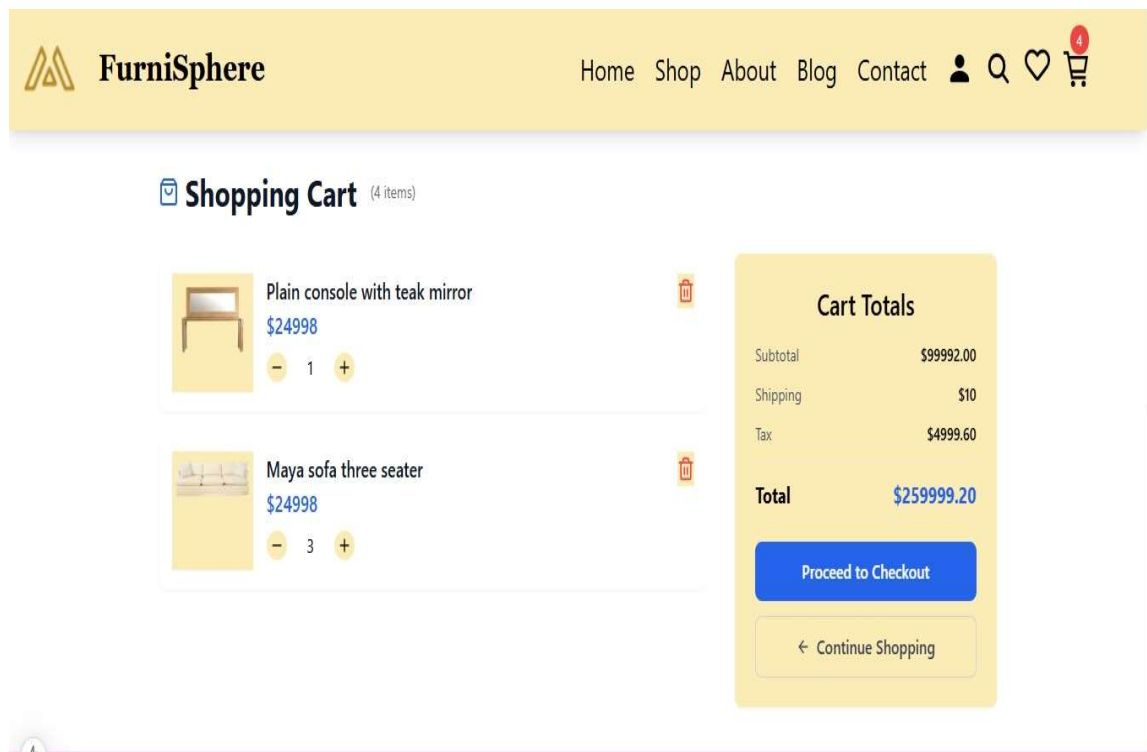 FurniSphere
Home Shop About Blog Contact
4
Shopping Cart (4 items)
Plain console with teak mirror
$24998
− 1 +
Maya sofa three seater
$24998
− 3 +
Cart Totals
Subtotal $99992.00
Shipping $10
Tax $4999.60
Total $259999.20
Proceed to Checkout
← Continue Shopping